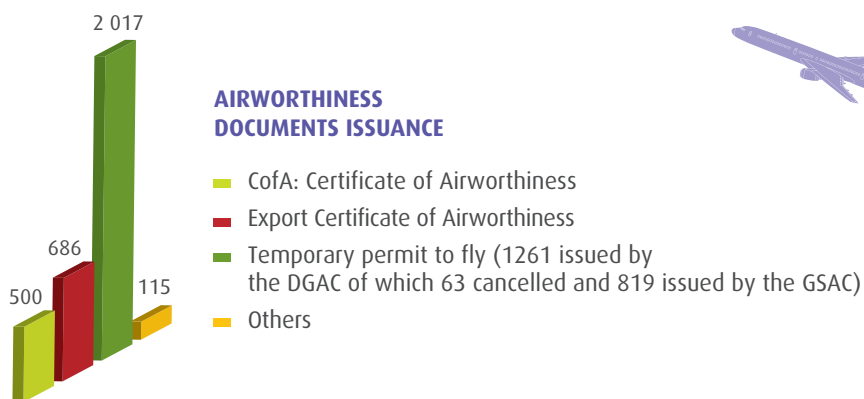 2 017
AIRWORTHINESS
DOCUMENTS ISSUANCE
CofA: Certificate of Airworthiness
686
Export Certificate of Airworthiness
Temporary permit to fly (1261 issued by
the DGAC of which 63 cancelled and 819 issued by the GSAC)
500
115
Others